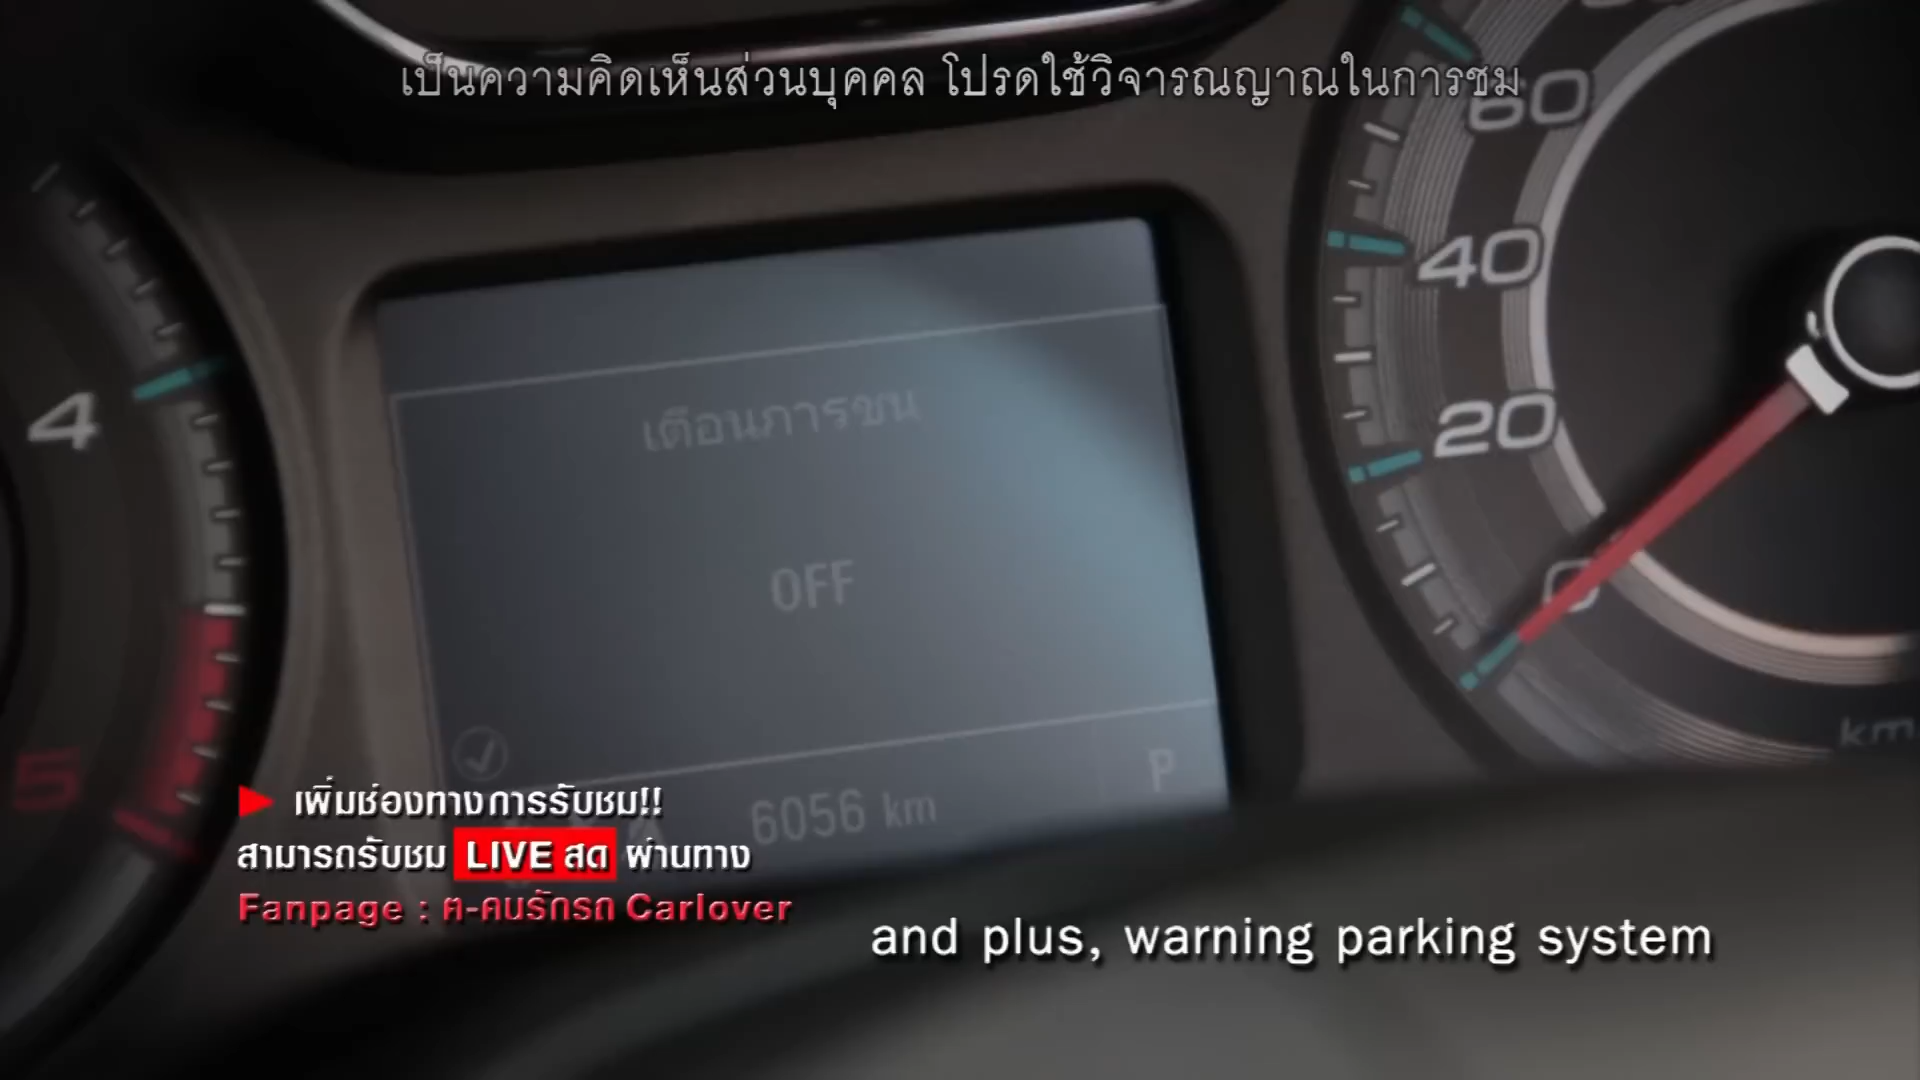 เป็นความคิดเห็นส่วนบุคคล โปรดใช้วิจารณญาณในการชม
60
40
20
0
km
4
5
เตือนการชน
OFF
6056 km
P
เพิ่มช่องทางการรับชม!!
สามารถรับชม LIVE สด ผ่านทาง
Fanpage : ฅ-คนรักรถ Carlover
and plus, warning parking system